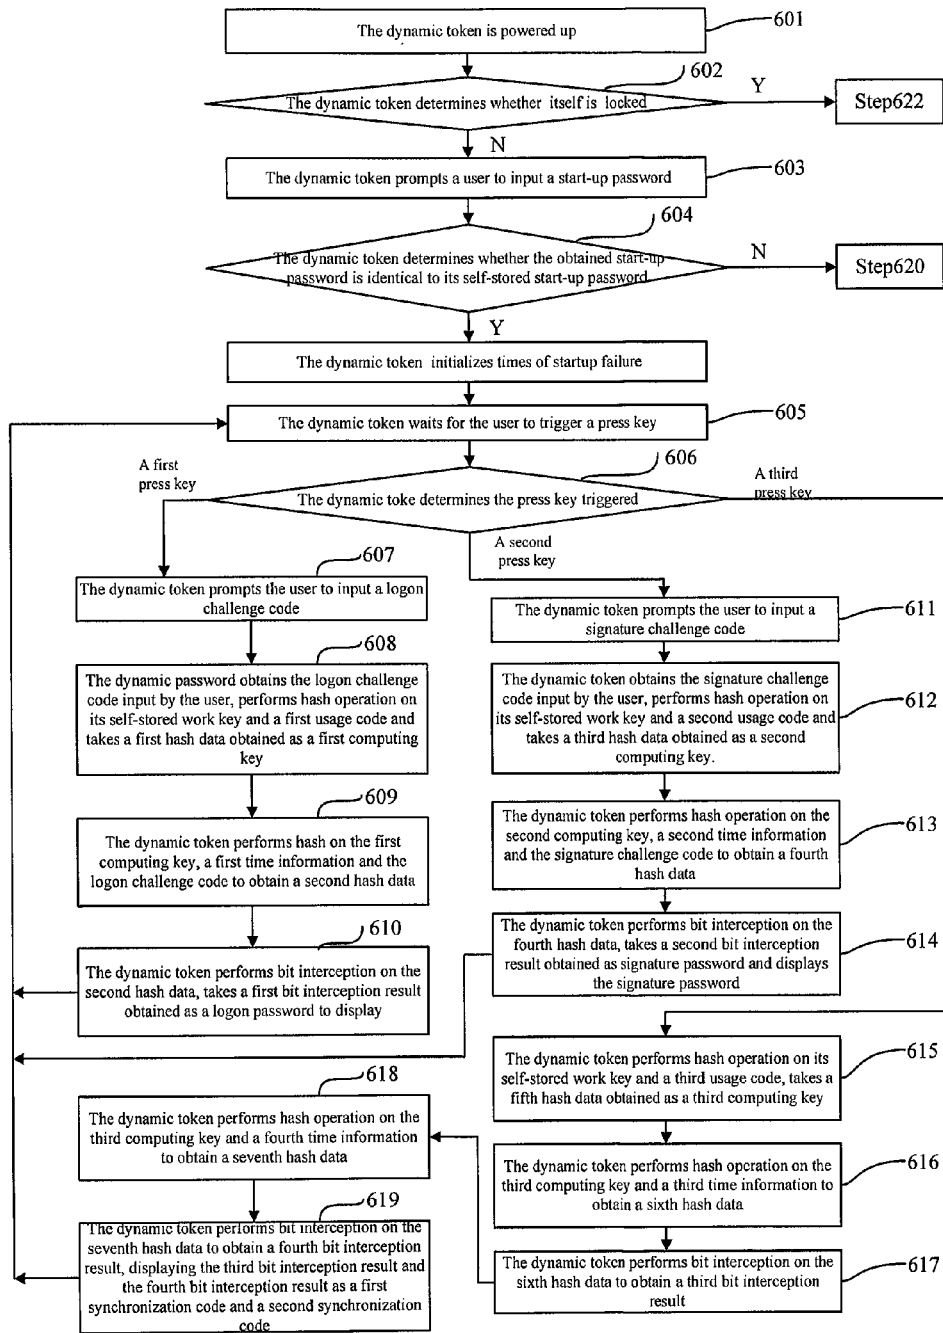 601
The dynamic token is powered up
602
The dynamic token determines whether itself is locked
Y
Step622
N
603
The dynamic token prompts a user to input a start-up password
604
The dynamic token determines whether the obtained start-up
password is identical to its self-stored start-up password
N
Step620
Y
The dynamic token initializes times of startup failure
605
The dynamic token waits for the user to trigger a press key
606
The dynamic toke determines the press key triggered
A first
press key
A second
press key
A third
press key
607
The dynamic token prompts the user to input a logon
challenge code
608
The dynamic password obtains the logon challenge
code input by the user, performs hash operation on
its self-stored work key and a first usage code and
takes a first hash data obtained as a first computing
key
609
The dynamic token performs hash on the first
computing key, a first time information and the
logon challenge code to obtain a second hash data
610
The dynamic token performs bit interception on the
second hash data, takes a first bit interception result
obtained as a logon password to display
611
The dynamic token prompts the user to input a
signature challenge code
612
The dynamic token obtains the signature challenge
code input by the user, performs hash operation on
its self-stored work key and a second usage code and
takes a third hash data obtained as a second
computing key.
613
The dynamic token performs hash operation on the
second computing key, a second time information
and the signature challenge code to obtain a fourth
hash data
614
The dynamic token performs bit interception on the
fourth hash data, takes a second bit interception
result obtained as signature password and displays
the signature password
615
The dynamic token performs hash operation on its
self-stored work key and a third usage code, takes a
fifth hash data obtained as a third computing key
616
The dynamic token performs hash operation on the
third computing key and a third time information to
obtain a sixth hash data
617
The dynamic token performs bit interception on the
sixth hash data to obtain a third bit interception
result
618
The dynamic token performs hash operation on the
third computing key and a fourth time information
to obtain a seventh hash data
619
The dynamic token performs bit interception on the
seventh hash data to obtain a fourth bit interception
result, displaying the third bit interception result and
the fourth bit interception result as a first
synchronization code and a second synchronization
code